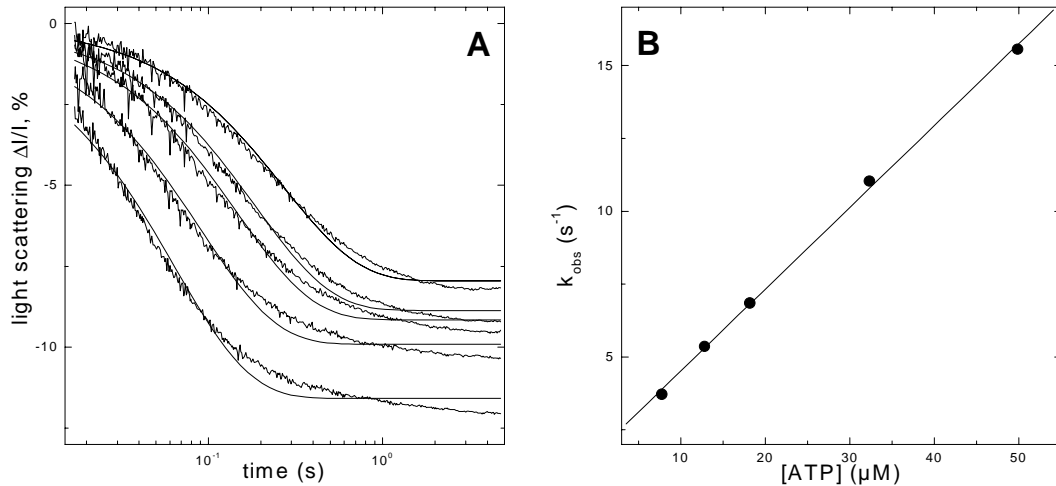 A
0
-5
-10
light scattering ΔI/I, %
10⁻¹
10⁰
time (s)
B
15
10
5
k_obs (s⁻¹)
10
20
30
40
50
[ATP] (µM)